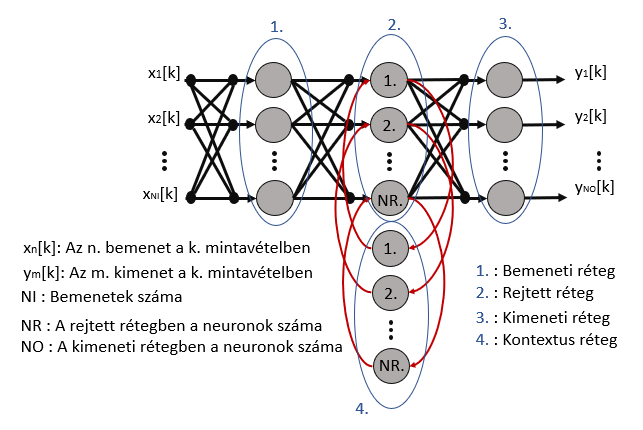 1.
2.
3.
x1[k]
1.
y1[k]
x2[k]
2.
y2[k]
xNI[k]
NR.
yNO[k]
1.
2.
NR.
4.
xn[k]: Az n. bemenet a k. mintavételben
ym[k]: Az m. kimenet a k. mintavételben
NI : Bemenetek száma
NR : A rejtett rétegben a neuronok száma
NO : A kimeneti rétegben a neuronok száma
1. : Bemeneti réteg
2. : Rejtett réteg
3. : Kimeneti réteg
4. : Kontextus réteg